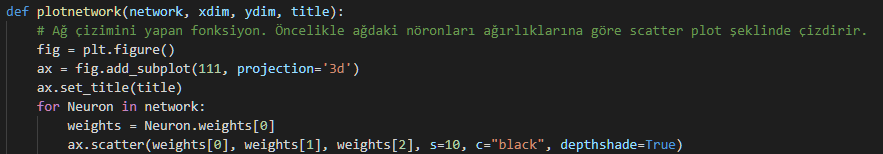 def plotnetwork(network, xdim, ydim, title):
    # Ağ çizimini yapan fonksiyon. Öncelikle ağdaki nöronları ağırlıklarına göre scatter plot şeklinde çizdirir.
    fig = plt.figure()
    ax = fig.add_subplot(111, projection='3d')
    ax.set_title(title)
    for Neuron in network:
        weights = Neuron.weights[0]
        ax.scatter(weights[0], weights[1], weights[2], s=10, c="black", depthshade=True)